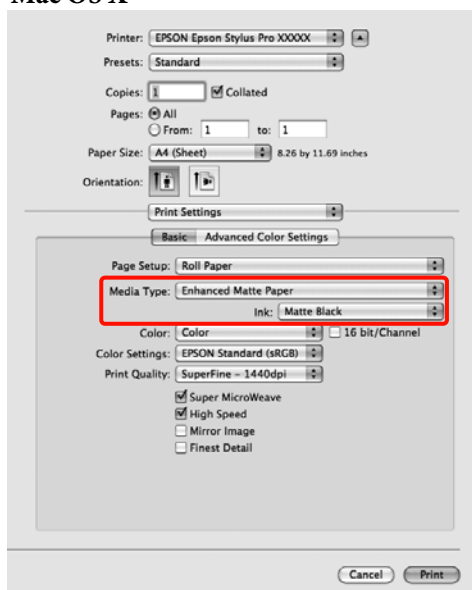 Mac OS X
Printer: EPSON Epson Stylus Pro XXXXX
Presets: Standard
Copies: 1 Collated
Pages: All
From: 1 to: 1
Paper Size: A4 (Sheet) 8.26 by 11.69 inches
Orientation:
Print Settings
Basic Advanced Color Settings
Page Setup: Roll Paper
Media Type: Enhanced Matte Paper
Ink: Matte Black
Color: Color 16 bit/Channel
Color Settings: EPSON Standard (sRGB)
Print Quality: SuperFine - 1440dpi
Super MicroWeave
High Speed
Mirror Image
Finest Detail
Cancel Print